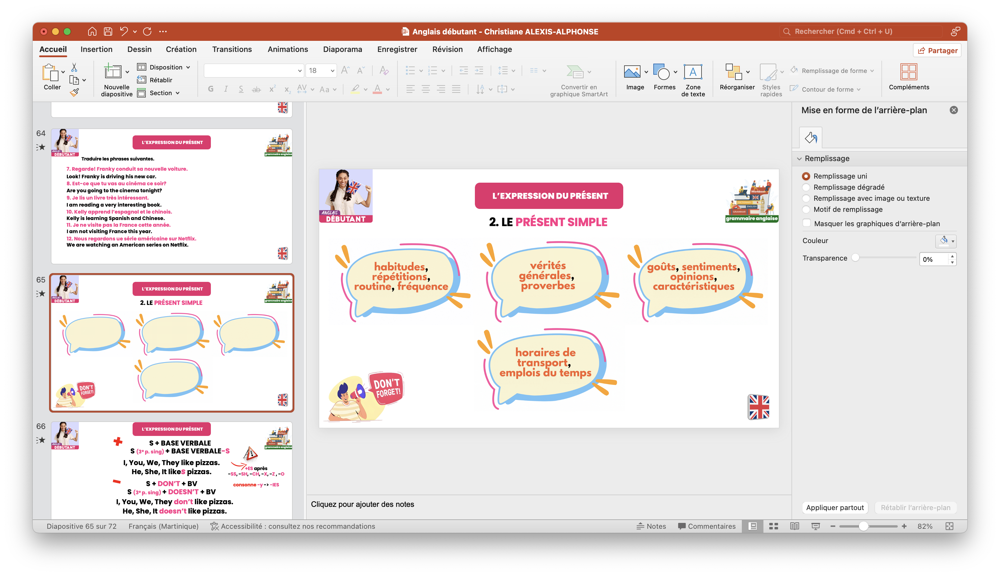 Anglais débutant - Christiane ALEXIS-ALPHONSE
Rechercher (Cmd + Ctrl + U)
Accueil Insertion Dessin Création Transitions Animations Diaporama Enregistrer Révision Affichage
Partager
Coller
Nouvelle diapositive
Disposition
Rétablir
Section
18
G I S ab x² x₂ AV Aa A
Convertir en graphique SmartArt
Image
Formes
Zone de texte
Réorganiser
Styles rapides
Remplissage de forme
Contour de forme
Compléments
64
ANGLAIS
DÉBUTANT
L'EXPRESSION DU PRÉSENT
Workbook
grammaire anglaise
Traduire les phrases suivantes.
7. Regarde! Franky conduit sa nouvelle voiture.
Look! Franky is driving his new car.
8. Est-ce que tu vas au cinéma ce soir?
Are you going to the cinema tonight?
9. Je lis un livre très intéressant.
I am reading a very interesting book.
10. Kelly apprend l'espagnol et le chinois.
Kelly is learning Spanish and Chinese.
11. Je ne visite pas la France cette année.
I am not visiting France this year.
12. Nous regardons ue série américaine sur Netflix.
We are watching an American series on Netflix.
65
ANGLAIS
DÉBUTANT
L'EXPRESSION DU PRÉSENT
Workbook
grammaire anglaise
2. LE PRÉSENT SIMPLE
DON'T
FORGET!
66
DÉBUTANT
L'EXPRESSION DU PRÉSENT
grammaire anglaise
S + BASE VERBALE
S (3e p. sing) + BASE VERBALE-S
I, You, We, They like pizzas.
He, She, It likes pizzas.
+ES après
-SS, -SH, -CH, -X, -Z, -O
consonne -y -> -IES
S + DON'T + BV
S (3e p. sing) + DOESN'T + BV
I, You, We, They don't like pizzas.
He, She, It doesn't like pizzas.
ANGLAIS
DÉBUTANT
L'EXPRESSION DU PRÉSENT
Workbook
DICTIONARY
ENGLISH
GRAMMAR
grammaire anglaise
2. LE PRÉSENT SIMPLE
habitudes,
répétitions,
routine, fréquence
vérités
générales,
proverbes
goûts, sentiments,
opinions,
caractéristiques
horaires de
transport,
emplois du temps
DON'T
FORGET!
Cliquez pour ajouter des notes
Mise en forme de l'arrière-plan
Remplissage
Remplissage uni
Remplissage dégradé
Remplissage avec image ou texture
Motif de remplissage
Masquer les graphiques d'arrière-plan
Couleur
Transparence
0%
Appliquer partout
Rétablir l'arrière-plan
Diapositive 65 sur 72
Français (Martinique)
Accessibilité : consultez nos recommandations
Notes
Commentaires
82%